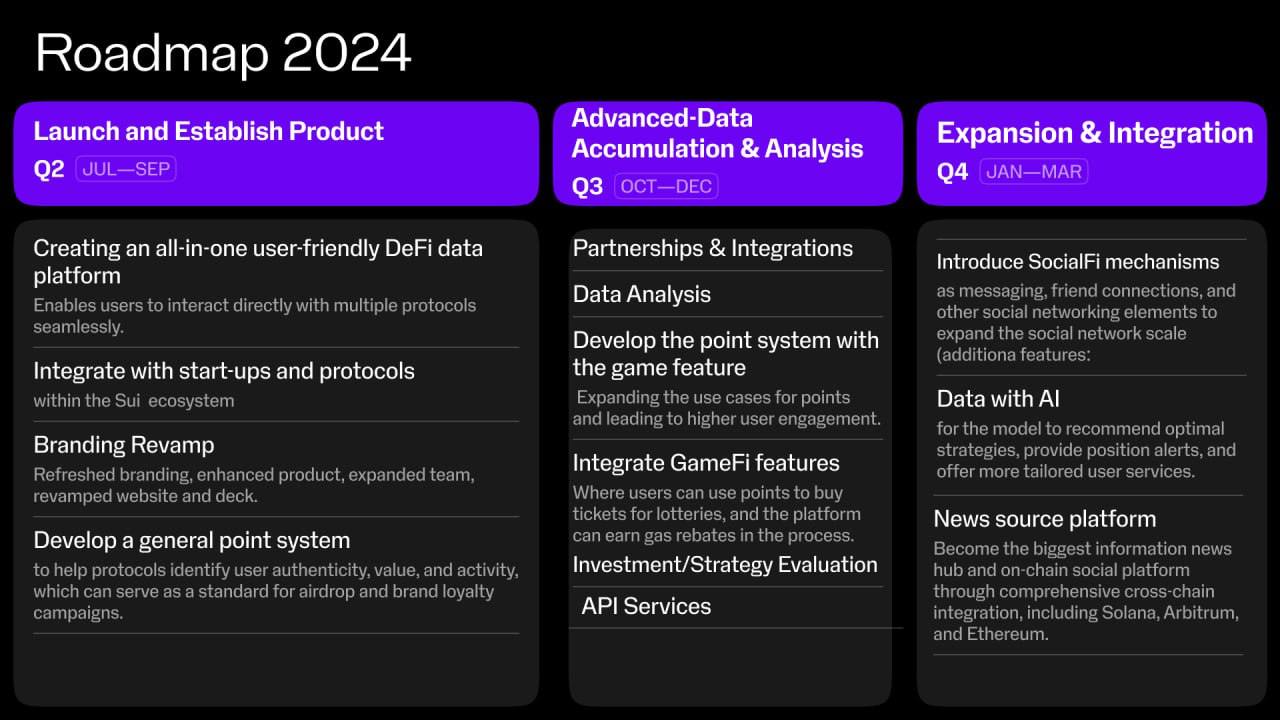 Roadmap 2024
Launch and Establish Product
Q2 JUL—SEP
Creating an all-in-one user-friendly DeFi data
platform
Enables users to interact directly with multiple protocols
seamlessly.
Integrate with start-ups and protocols
within the Sui ecosystem
Branding Revamp
Refreshed branding, enhanced product, expanded team,
revamped website and deck.
Develop a general point system
to help protocols identify user authenticity, value, and activity,
which can serve as a standard for airdrop and brand loyalty
campaigns.
Advanced-Data
Accumulation & Analysis
Q3 OCT—DEC
Partnerships & Integrations
Data Analysis
Develop the point system with
the game feature
Expanding the use cases for points
and leading to higher user engagement.
Integrate GameFi features
Where users can use points to buy
tickets for lotteries, and the platform
can earn gas rebates in the process.
Investment/Strategy Evaluation
API Services
Expansion & Integration
Q4 JAN—MAR
Introduce SocialFi mechanisms
as messaging, friend connections, and
other social networking elements to
expand the social network scale
(additiona features:
Data with AI
for the model to recommend optimal
strategies, provide position alerts, and
offer more tailored user services.
News source platform
Become the biggest information news
hub and on-chain social platform
through comprehensive cross-chain
integration, including Solana, Arbitrum,
and Ethereum.